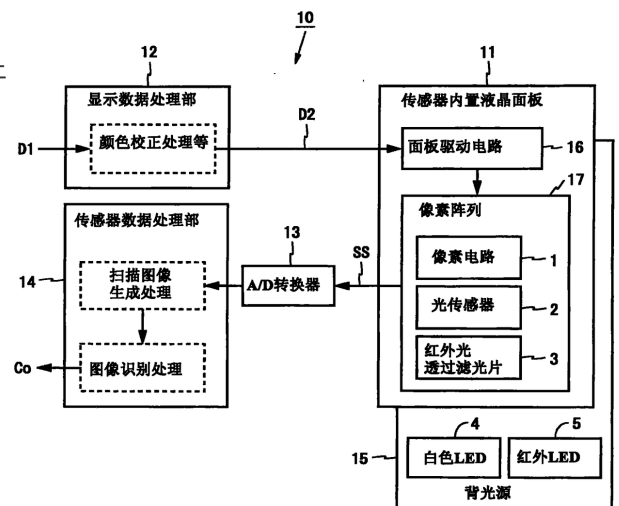 10
12
11
显示数据处理部
传感器内置液晶面板
D1
颜色校正处理等
D2
面板驱动电路
16
17
像素阵列
传感器数据处理部
13
像素电路
1
14
扫描图像
生成处理
A/D转换器
SS
光传感器
2
Co
图像识别处理
红外光
透过滤光片
3
4
5
15
白色LED
红外LED
背光源